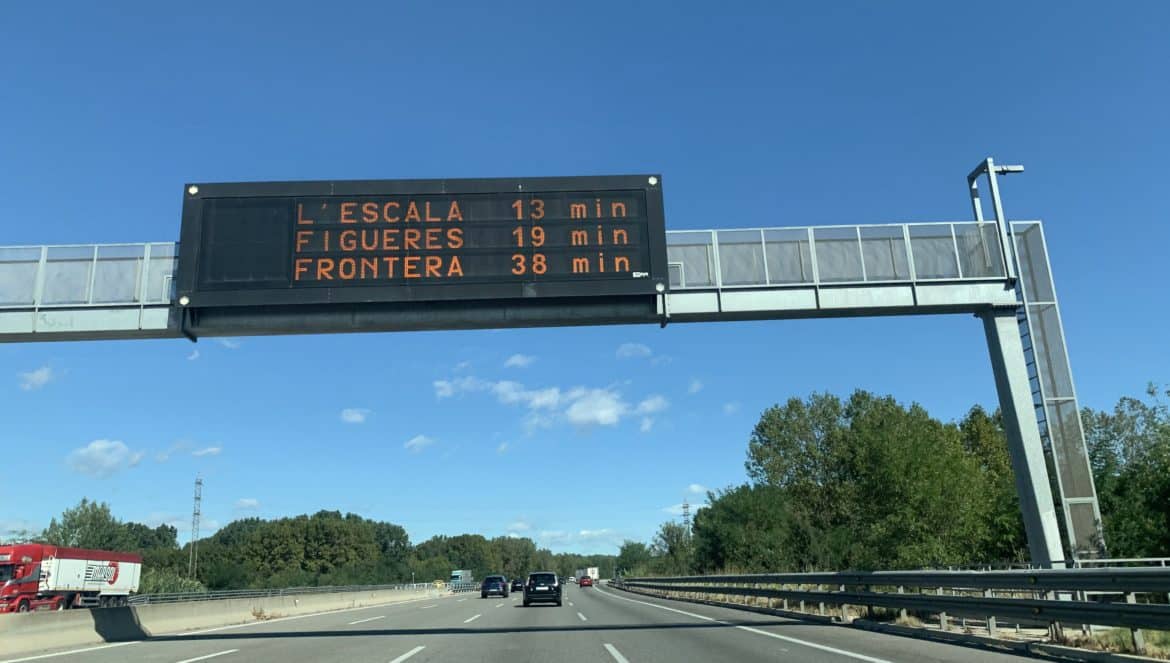 L'ESCALA 13 min
FIGUERES 19 min
FRONTERA 38 min